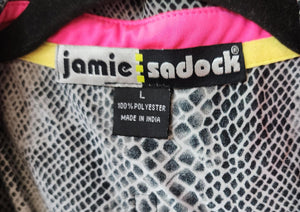 jamie sadock®
L
100% POLYESTER
MADE IN INDIA